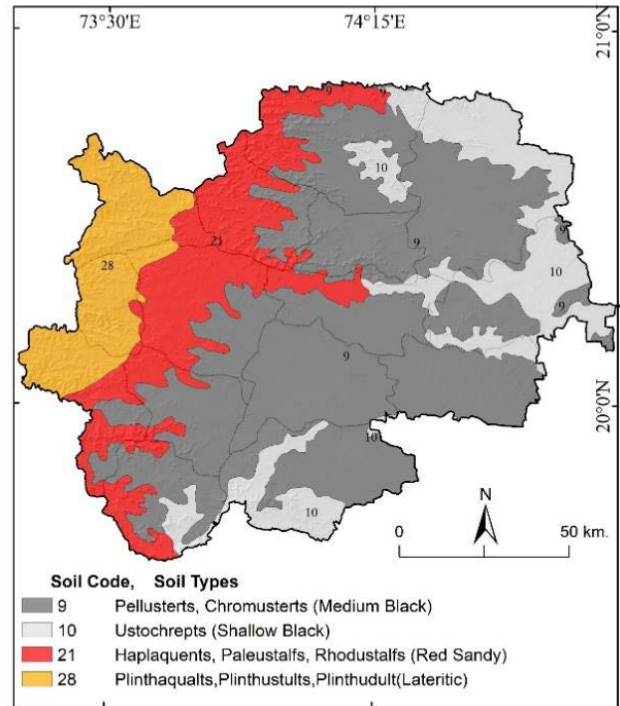 73°30'E 74°15'E
21°0'N
9 9
10
9
21
28
9
10
9
9
20°0'N
10
10
N
0 50 km.
Soil Code, Soil Types
9 Pellusterts, Chromusterts (Medium Black)
10 Ustochrepts (Shallow Black)
21 Haplaquents, Paleustalfs, Rhodustalfs (Red Sandy)
28 Plinthaqualts,Plinthustults,Plinthudult(Lateritic)